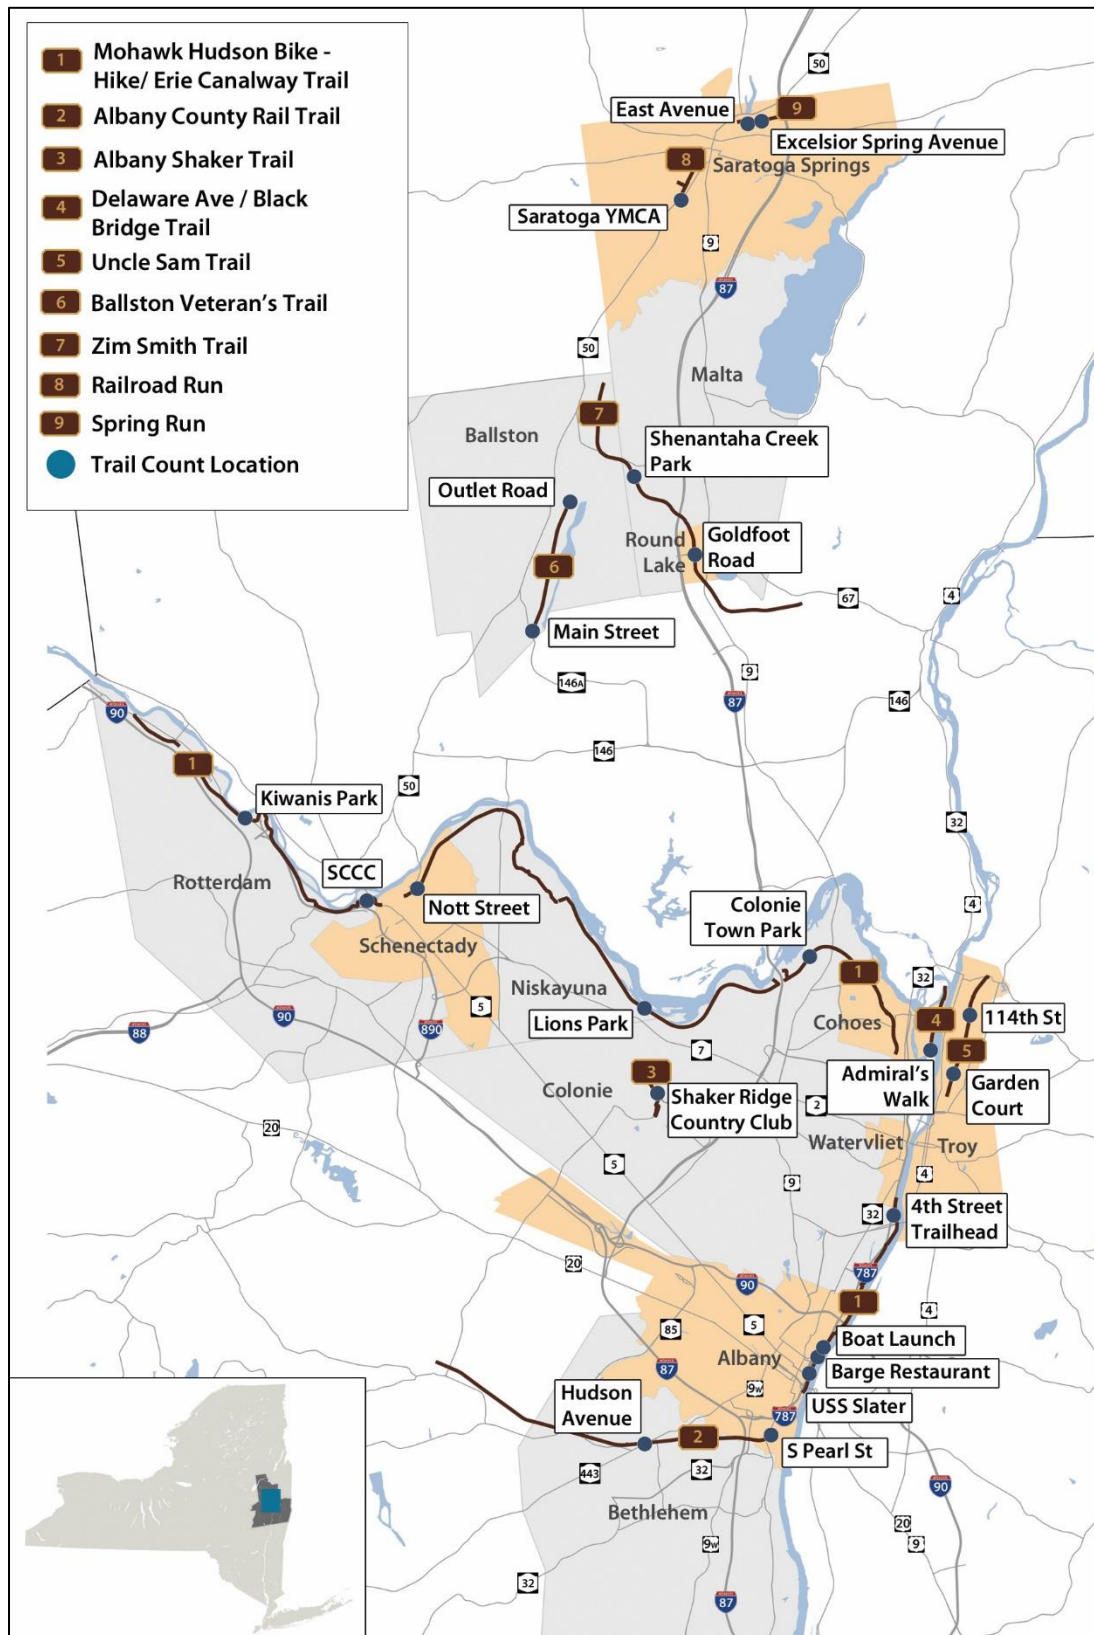 1
Mohawk Hudson Bike -
Hike/ Erie Canalway Trail
2
Albany County Rail Trail
3
Albany Shaker Trail
4
Delaware Ave / Black
Bridge Trail
5
Uncle Sam Trail
6
Ballston Veteran's Trail
7
Zim Smith Trail
8
Railroad Run
9
Spring Run
Trail Count Location
50
East Avenue
9
Excelsior Spring Avenue
8
Saratoga Springs
Saratoga YMCA
9
87
50
Malta
7
Ballston
Shenantaha Creek
Park
Outlet Road
Round
Lake
Goldfoot
Road
6
67
4
Main Street
9
146A
87
146
90
146
1
50
Kiwanis Park
32
SCCC
Rotterdam
Nott Street
Colonie
Town Park
4
Schenectady
1
32
Niskayuna
5
90
Lions Park
Cohoes
4
114th St
88
890
7
5
3
Admiral's
Walk
Garden
Court
Colonie
Shaker Ridge
Country Club
2
20
Watervliet
Troy
5
9
4
32
4th Street
Trailhead
20
787
90
1
4
85
5
Boat Launch
Albany
87
Barge Restaurant
9W
Hudson
Avenue
USS Slater
787
2
S Pearl St
443
32
90
Bethlehem
20
9W
9
32
87